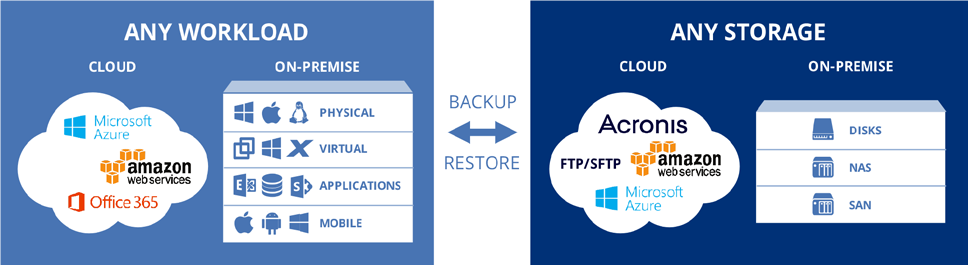 ANY WORKLOAD
CLOUD
Microsoft
Azure
amazon
web services
Office 365
ON-PREMISE
PHYSICAL
VIRTUAL
E
S
APPLICATIONS
MOBILE
BACKUP
RESTORE
ANY STORAGE
CLOUD
Acronis
FTP/SFTP
amazon
web services
Microsoft
Azure
ON-PREMISE
DISKS
NAS
SAN